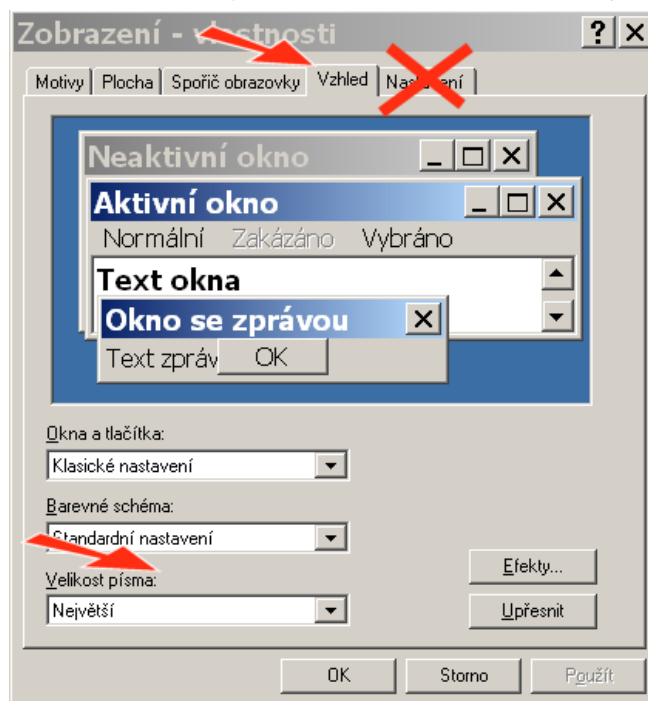 Zobrazení - vlastnosti
Motivy Plocha Spořič obrazovky Vzhled Nastavení
Neaktivní okno
Aktivní okno
Normální Zakázáno Vybráno
Text okna
Okno se zprávou
Text zpráv OK
Okna a tlačítka:
Klasické nastavení
Barevné schéma:
Standardní nastavení
Efekty...
Velikost písma:
Největší Upřesnit
OK Storno Použít